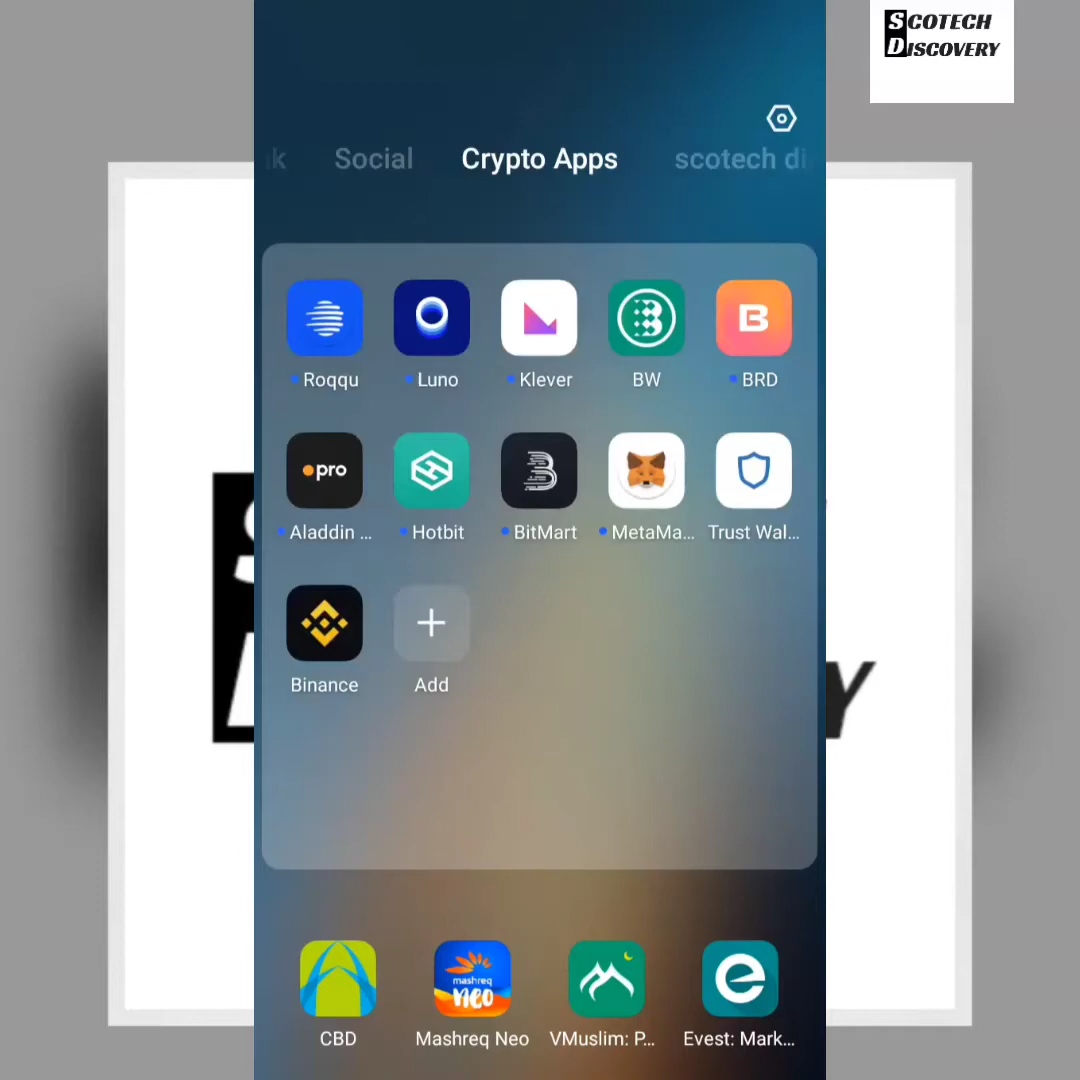 SCOTECH
DISCOVERY
k Social Crypto Apps scotech di
Roqqu Luno Klever BW BRD
pro
Aladdin ... Hotbit BitMart MetaMa... Trust Wal...
Binance Add
mashreq
neo
CBD Mashreq Neo VMuslim: P... Evest: Mark...